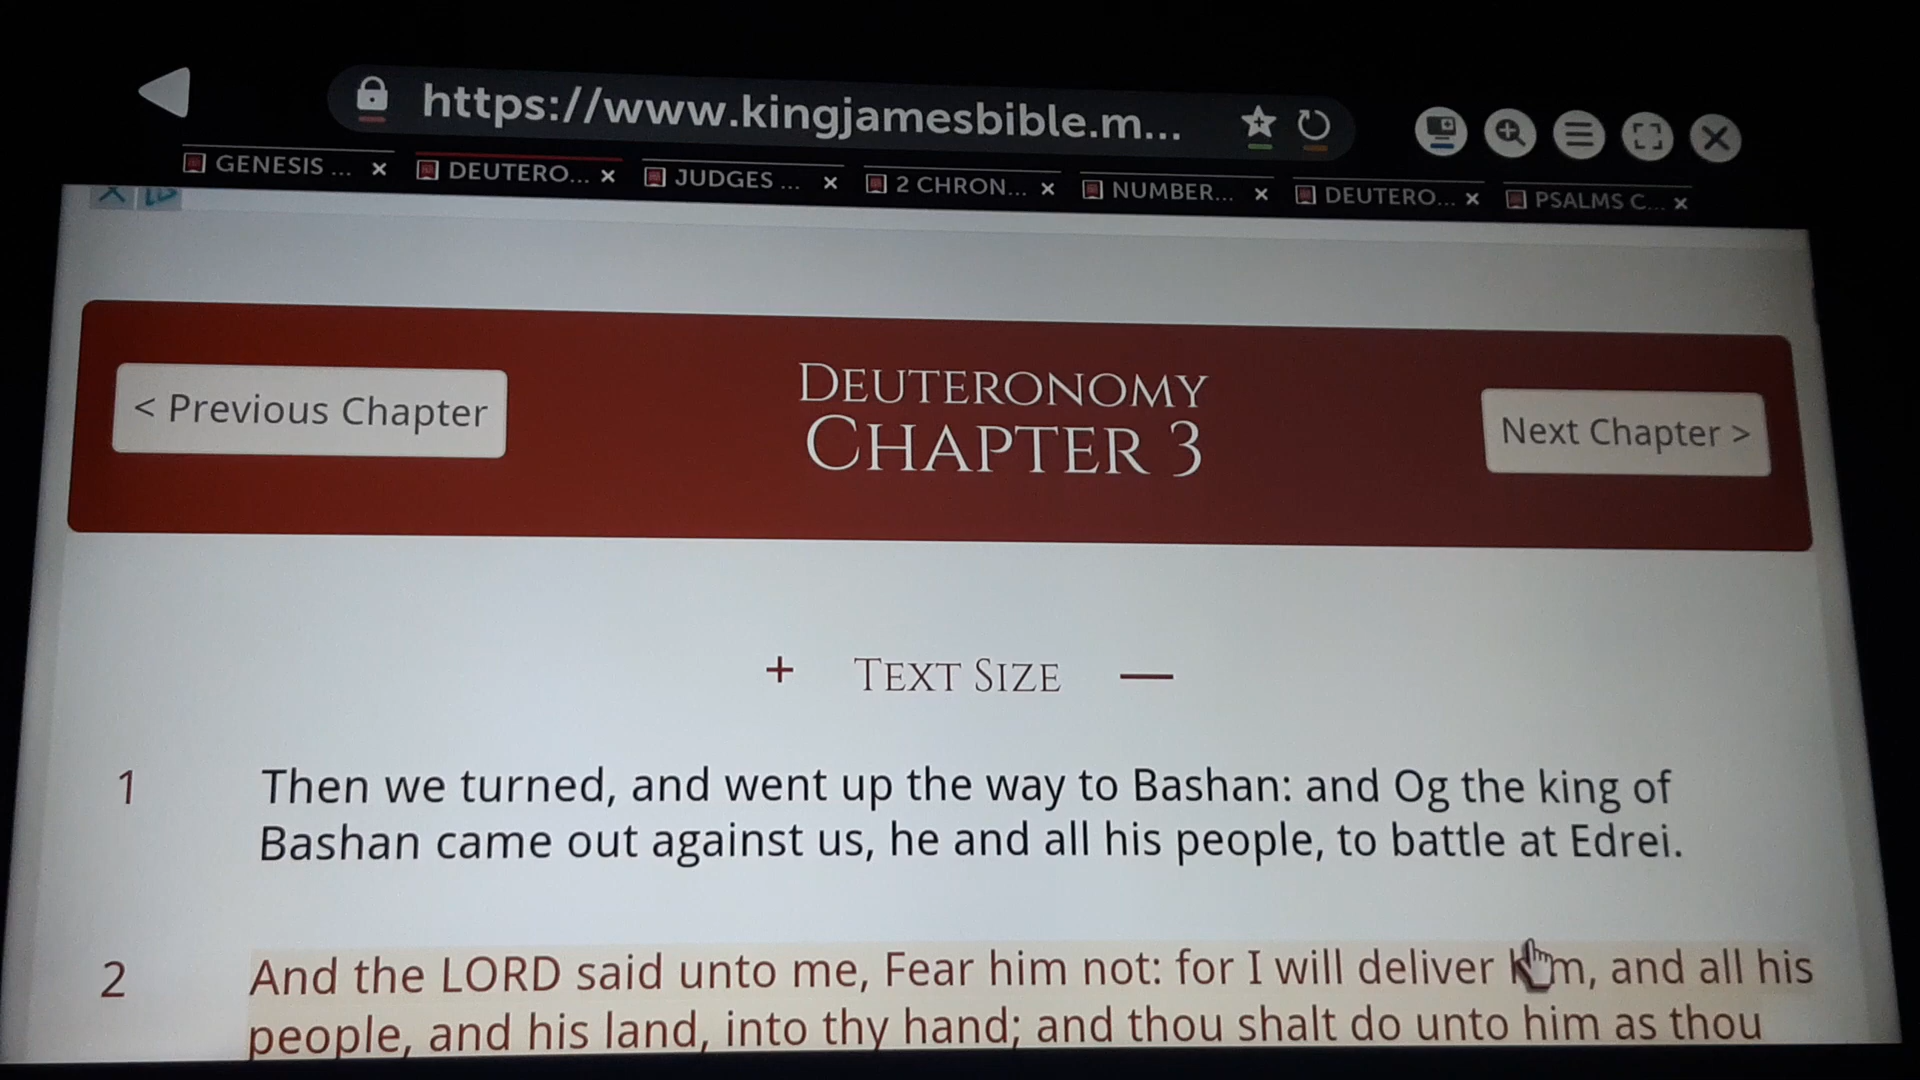 https://www.kingjamesbible.m...
GENESIS ... × DEUTERO... × JUDGES ... × 2 CHRON... × NUMBER... × DEUTERO... × PSALMS C... ×
< Previous Chapter
DEUTERONOMY
CHAPTER 3
Next Chapter >
+ TEXT SIZE —
1 Then we turned, and went up the way to Bashan: and Og the king of
Bashan came out against us, he and all his people, to battle at Edrei.
2 And the LORD said unto me, Fear him not: for I will deliver him, and all his
people, and his land, into thy hand; and thou shalt do unto him as thou